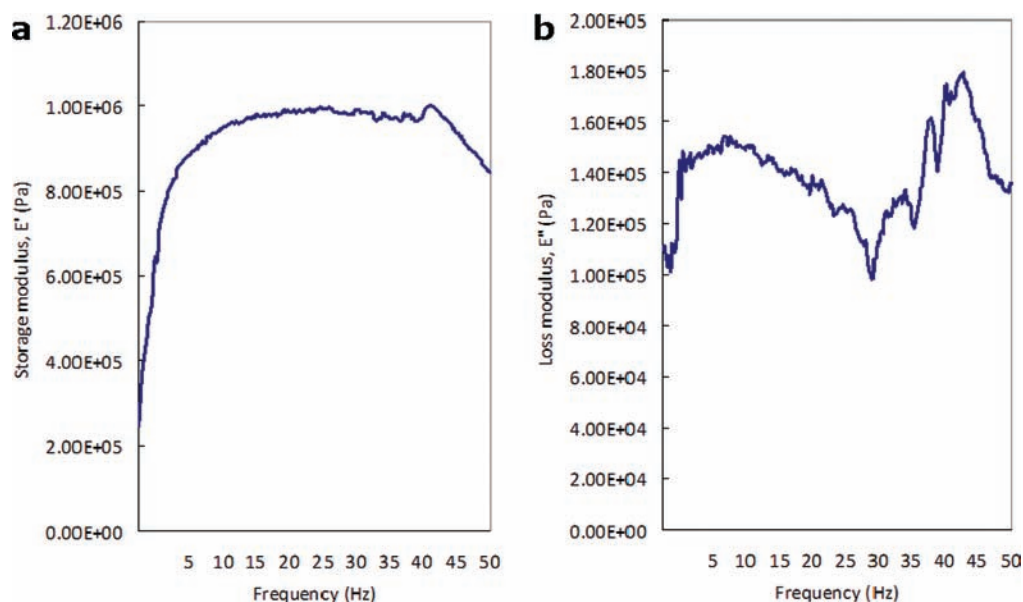 a
Storage modulus, E' (Pa)
1.20E+06
1.00E+06
8.00E+05
6.00E+05
4.00E+05
2.00E+05
0.00E+00
5 10 15 20 25 30 35 40 45 50
Frequency (Hz)
b
Loss modulus, E" (Pa)
2.00E+05
1.80E+05
1.60E+05
1.40E+05
1.20E+05
1.00E+05
8.00E+04
6.00E+04
4.00E+04
2.00E+04
0.00E+00
5 10 15 20 25 30 35 40 45 50
Frequency (Hz)